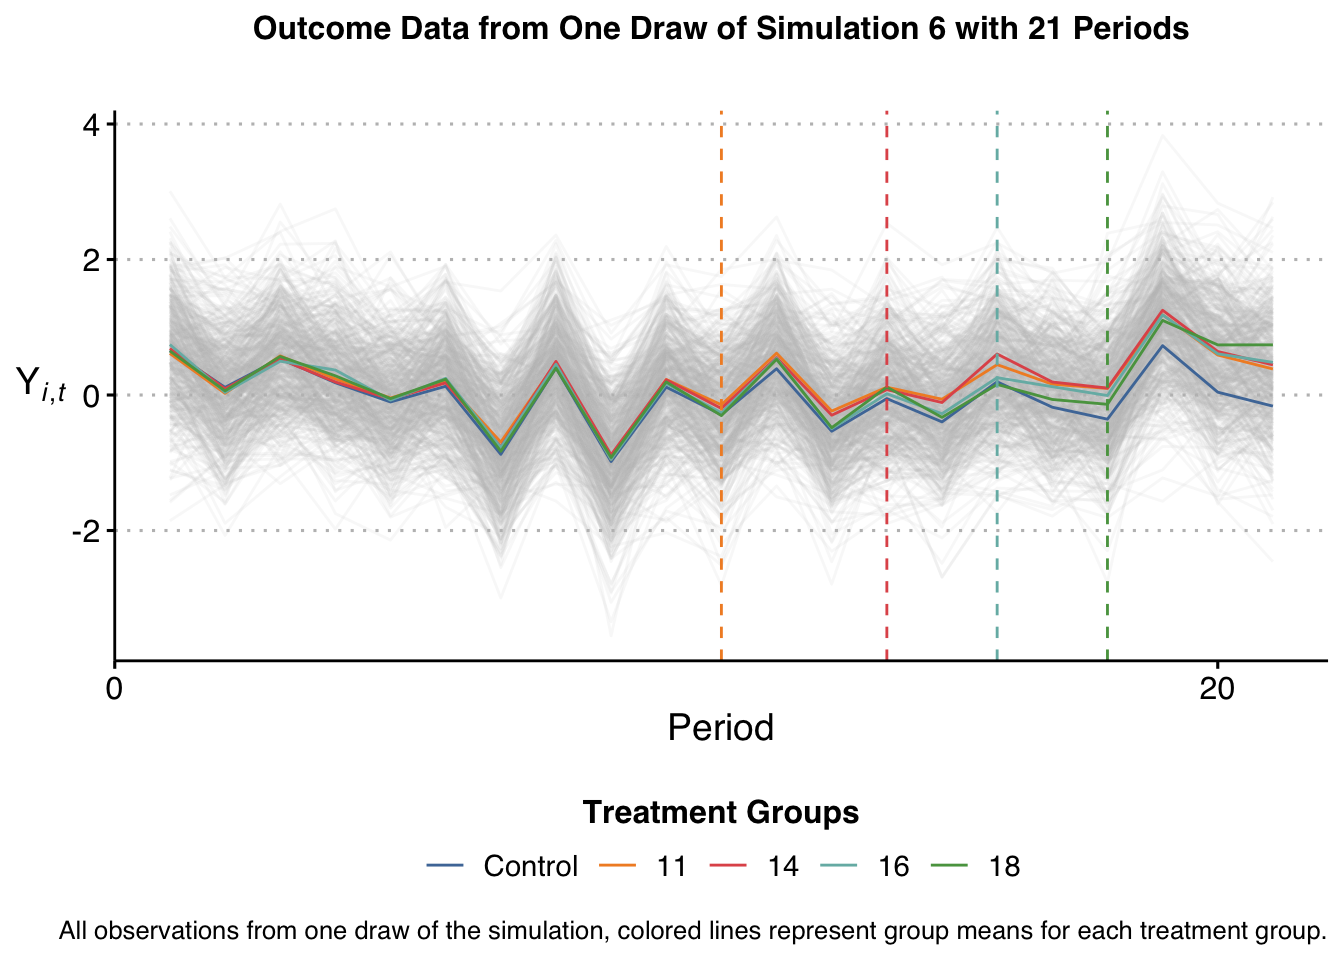 Outcome Data from One Draw of Simulation 6 with 21 Periods
4
2
0
-2
Y i,t
0 20
Period
Treatment Groups
Control 11 14 16 18
All observations from one draw of the simulation, colored lines represent group means for each treatment group.